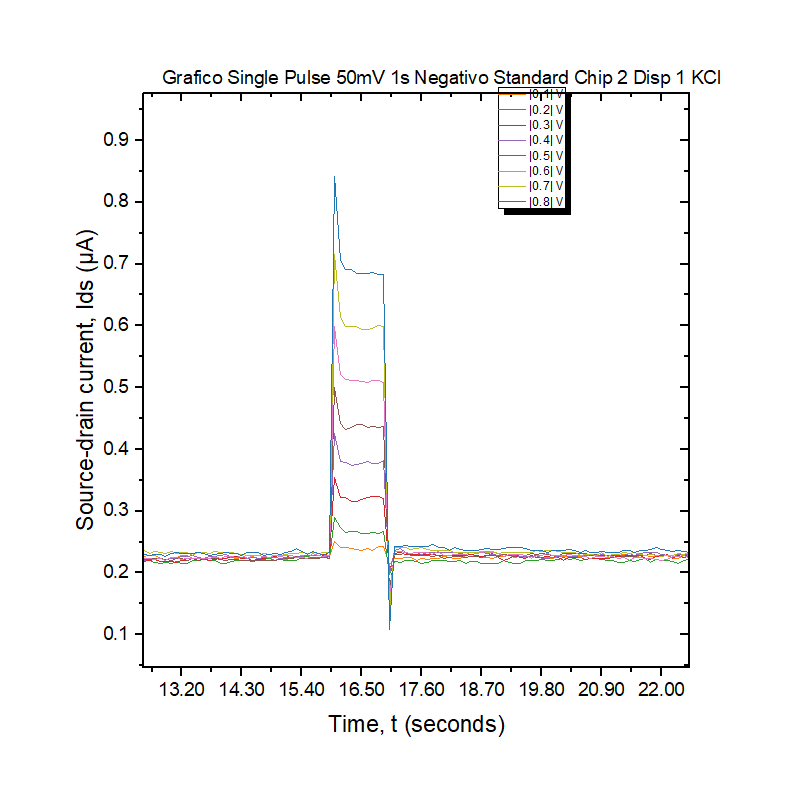 Grafico Single Pulse 50mV 1s Negativo Standard Chip 2 Disp 1 KCl
|0.1| V
|0.2| V
|0.3| V
|0.4| V
|0.5| V
|0.6| V
|0.7| V
|0.8| V
0.9
0.8
0.7
0.6
0.5
0.4
0.3
0.2
0.1
Source-drain current, Ids (µA)
13.20 14.30 15.40 16.50 17.60 18.70 19.80 20.90 22.00
Time, t (seconds)